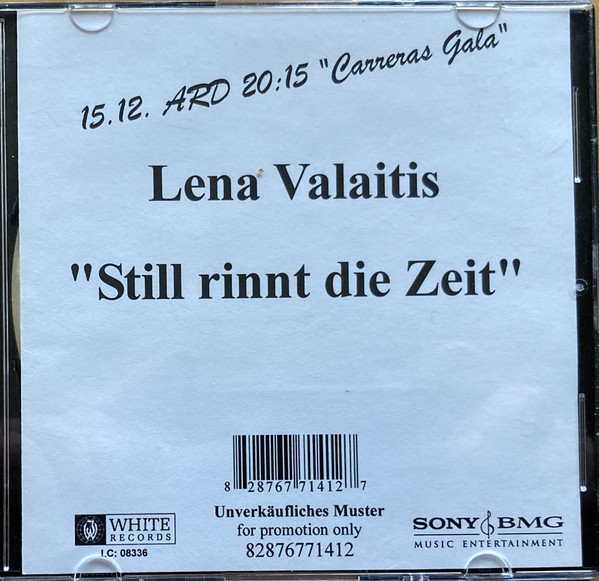 15.12. ARD 20:15 "Carreras Gala"
Lena Valaitis
"Still rinnt die Zeit"
8 28767 71412 7
Unverkäufliches Muster
for promotion only
82876771412
WHITE
RECORDS
LC: 08336
SONY BMG
MUSIC ENTERTAINMENT